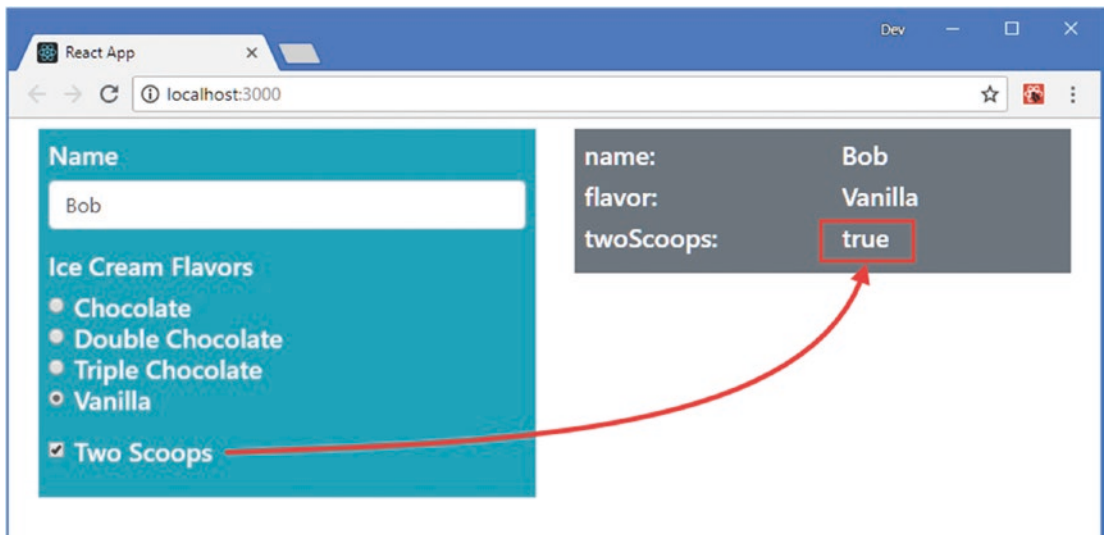 Dev
React App
localhost:3000
Name
Bob
Ice Cream Flavors
Chocolate
Double Chocolate
Triple Chocolate
Vanilla
Two Scoops
name: Bob
flavor: Vanilla
twoScoops: true